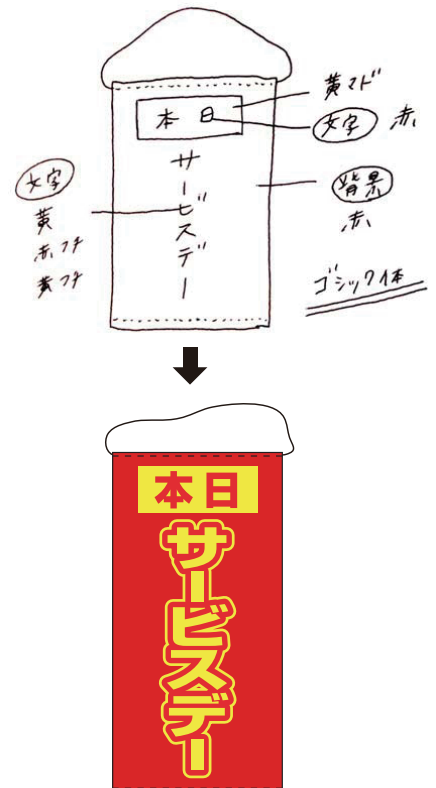 黄マド
本日
文字 赤
サービスデー
文字
黄
赤フチ
黄フチ
背景
赤
ゴシック体
本日
サービスデー